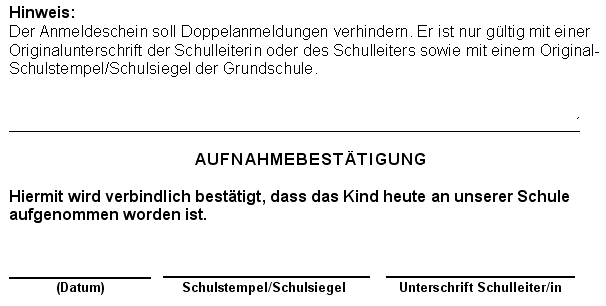 Hinweis:
Der Anmeldeschein soll Doppelanmeldungen verhindern. Er ist nur gültig mit einer
Originalunterschrift der Schulleiterin oder des Schulleiters sowie mit einem Original-
Schulstempel/Schulsiegel der Grundschule.
AUFNAHMEBESTÄTIGUNG
Hiermit wird verbindlich bestätigt, dass das Kind heute an unserer Schule
aufgenommen worden ist.
(Datum) Schulstempel/Schulsiegel Unterschrift Schulleiter/in